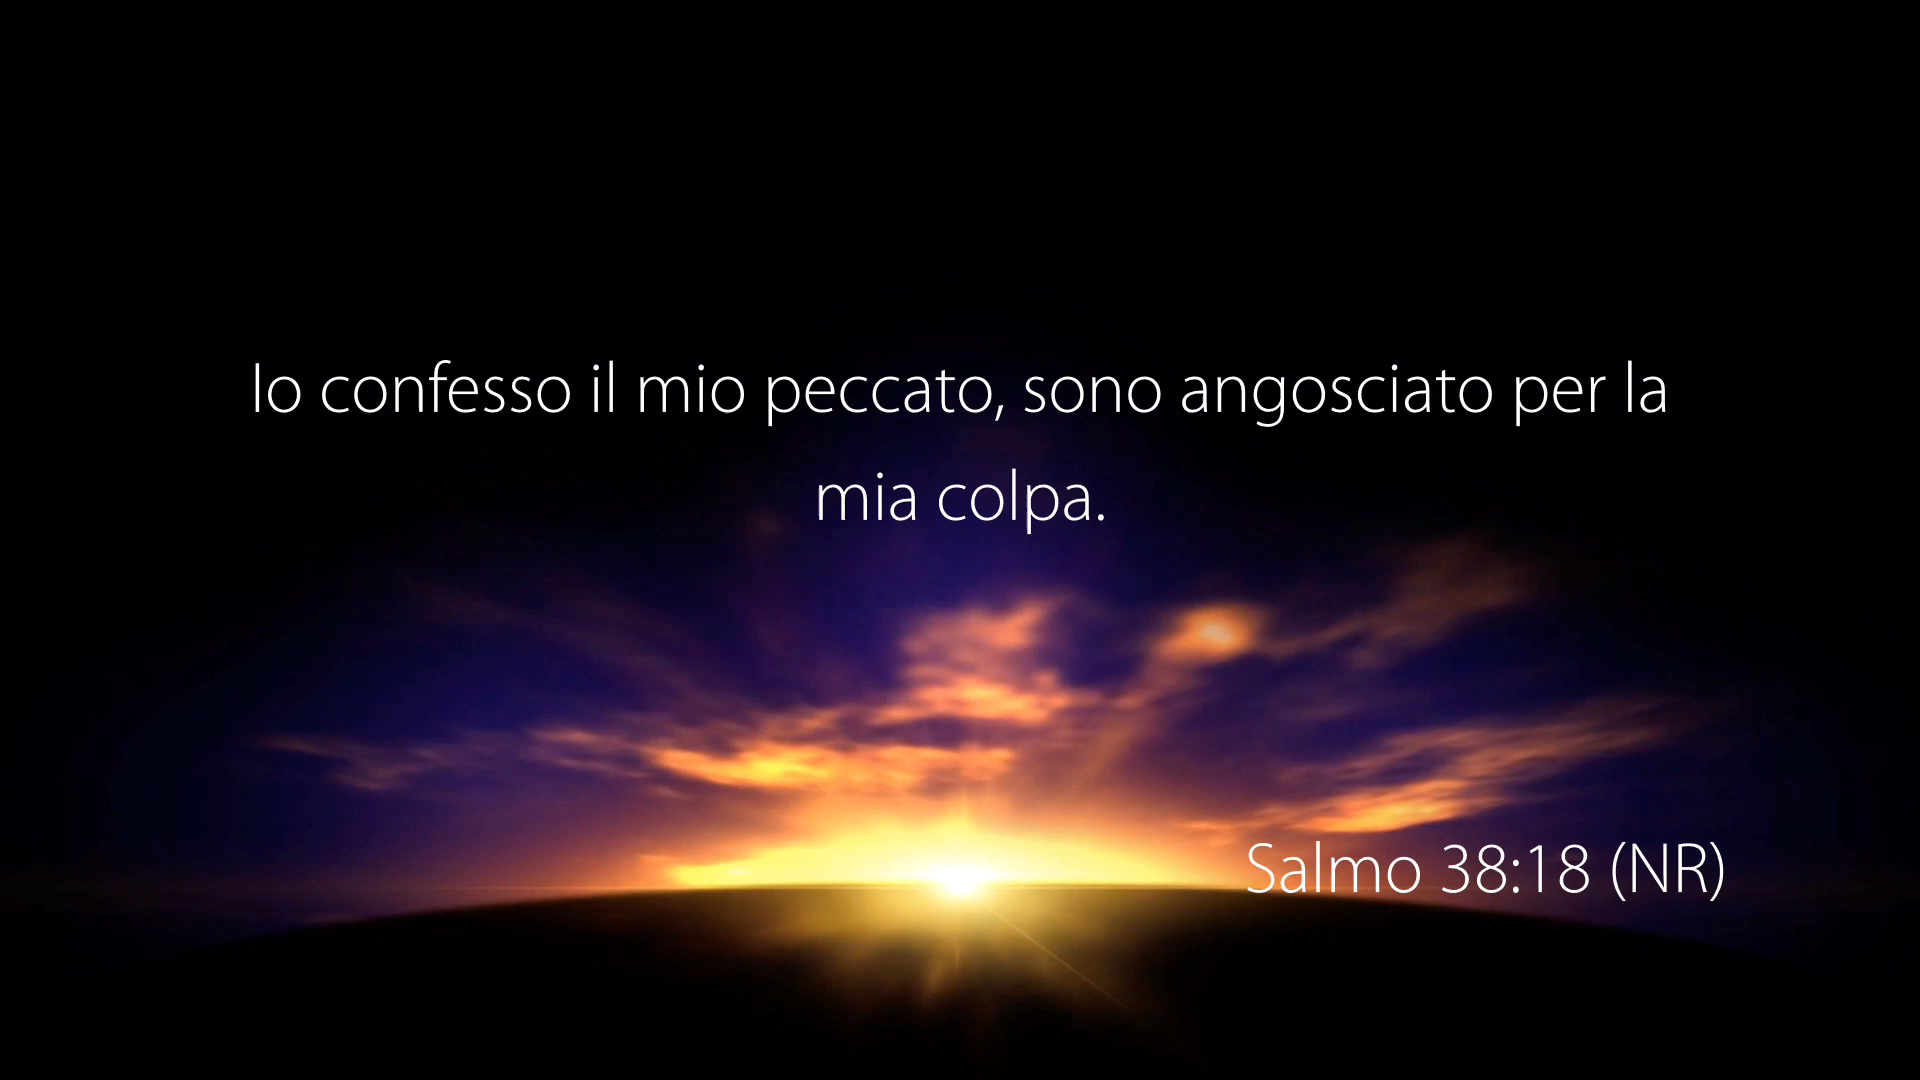 Io confesso il mio peccato, sono angosciato per la
mia colpa.
Salmo 38:18 (NR)